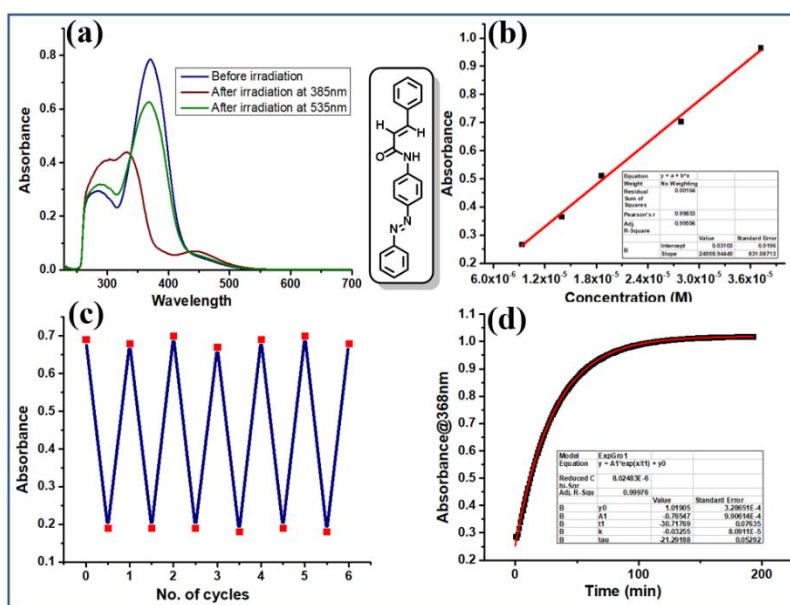 (a)
Before irradiation
After irradiation at 385nm
After irradiation at 535nm
Absorbance
0.8
0.6
0.4
0.2
0.0
300 400 500 600 700
Wavelength
H
H
O
NH
N
N
(b)
Absorbance
1.0
0.9
0.8
0.7
0.6
0.5
0.4
0.3
0.2
6.0x10⁻⁶ 1.2x10⁻⁵ 1.8x10⁻⁵ 2.4x10⁻⁵ 3.0x10⁻⁵ 3.6x10⁻⁵
Concentration (M)
Equation y = a + b*x
Weight No Weighting
Residual Sum of Squares 0.00104
Pearson's r 0.99833
Adj. R-Square 0.99556
Value Standard Error
B Intercept 0.03103 0.0196
Slope 24908.94449 831.08713
(c)
Absorbance
0.7
0.6
0.5
0.4
0.3
0.2
0.1
0 1 2 3 4 5 6
No. of cycles
(d)
Absorbance@368nm
1.1
1.0
0.9
0.8
0.7
0.6
0.5
0.4
0.3
0.2
0 100 200
Time (min)
Model ExpGro1
Equation y = A1*exp(x/t1) + y0
Reduced Chi-Sqr 8.02483E-6
Adj. R-Squ 0.99976
Value Standard Error
B y0 1.01905 3.28651E-4
B A1 -0.76547 9.90614E-4
B t1 -30.71769 0.07635
B k -0.03255 8.0911E-5
B tau -21.29188 0.05292